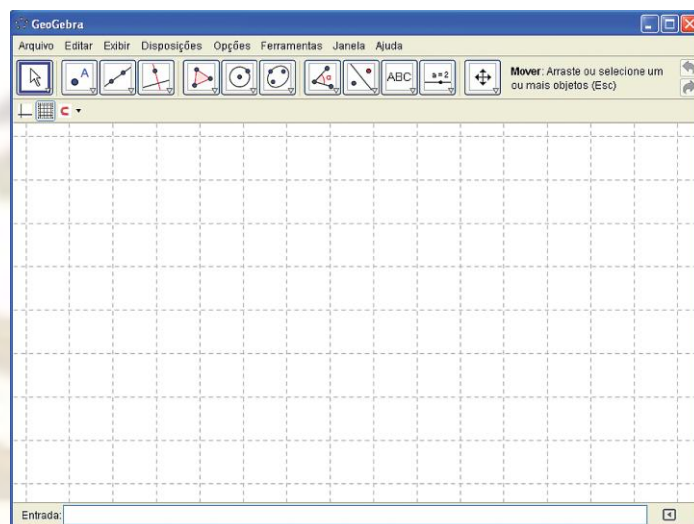 GeoGebra
Arquivo Editar Exibir Disposições Opções Ferramentas Janela Ajuda
A
α
ABC
a=2
Mover: Arraste ou selecione um
ou mais objetos (Esc)
Entrada: